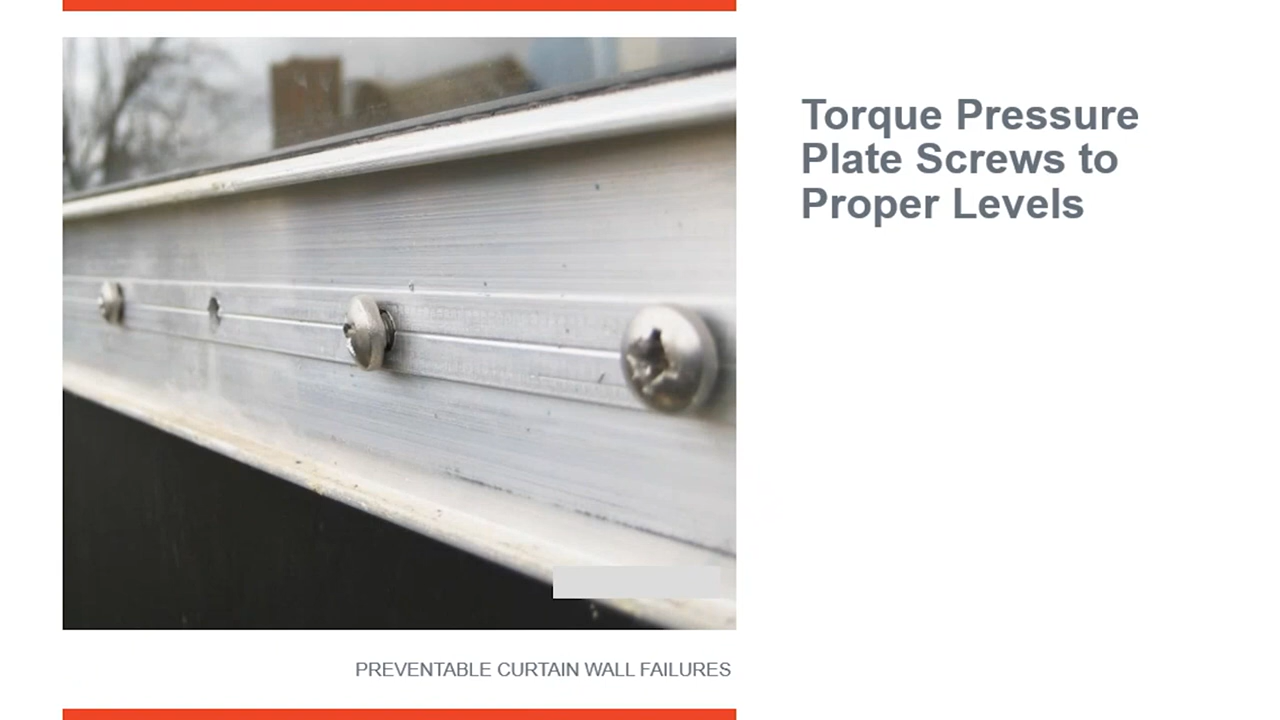 Torque Pressure
Plate Screws to
Proper Levels
PREVENTABLE CURTAIN WALL FAILURES